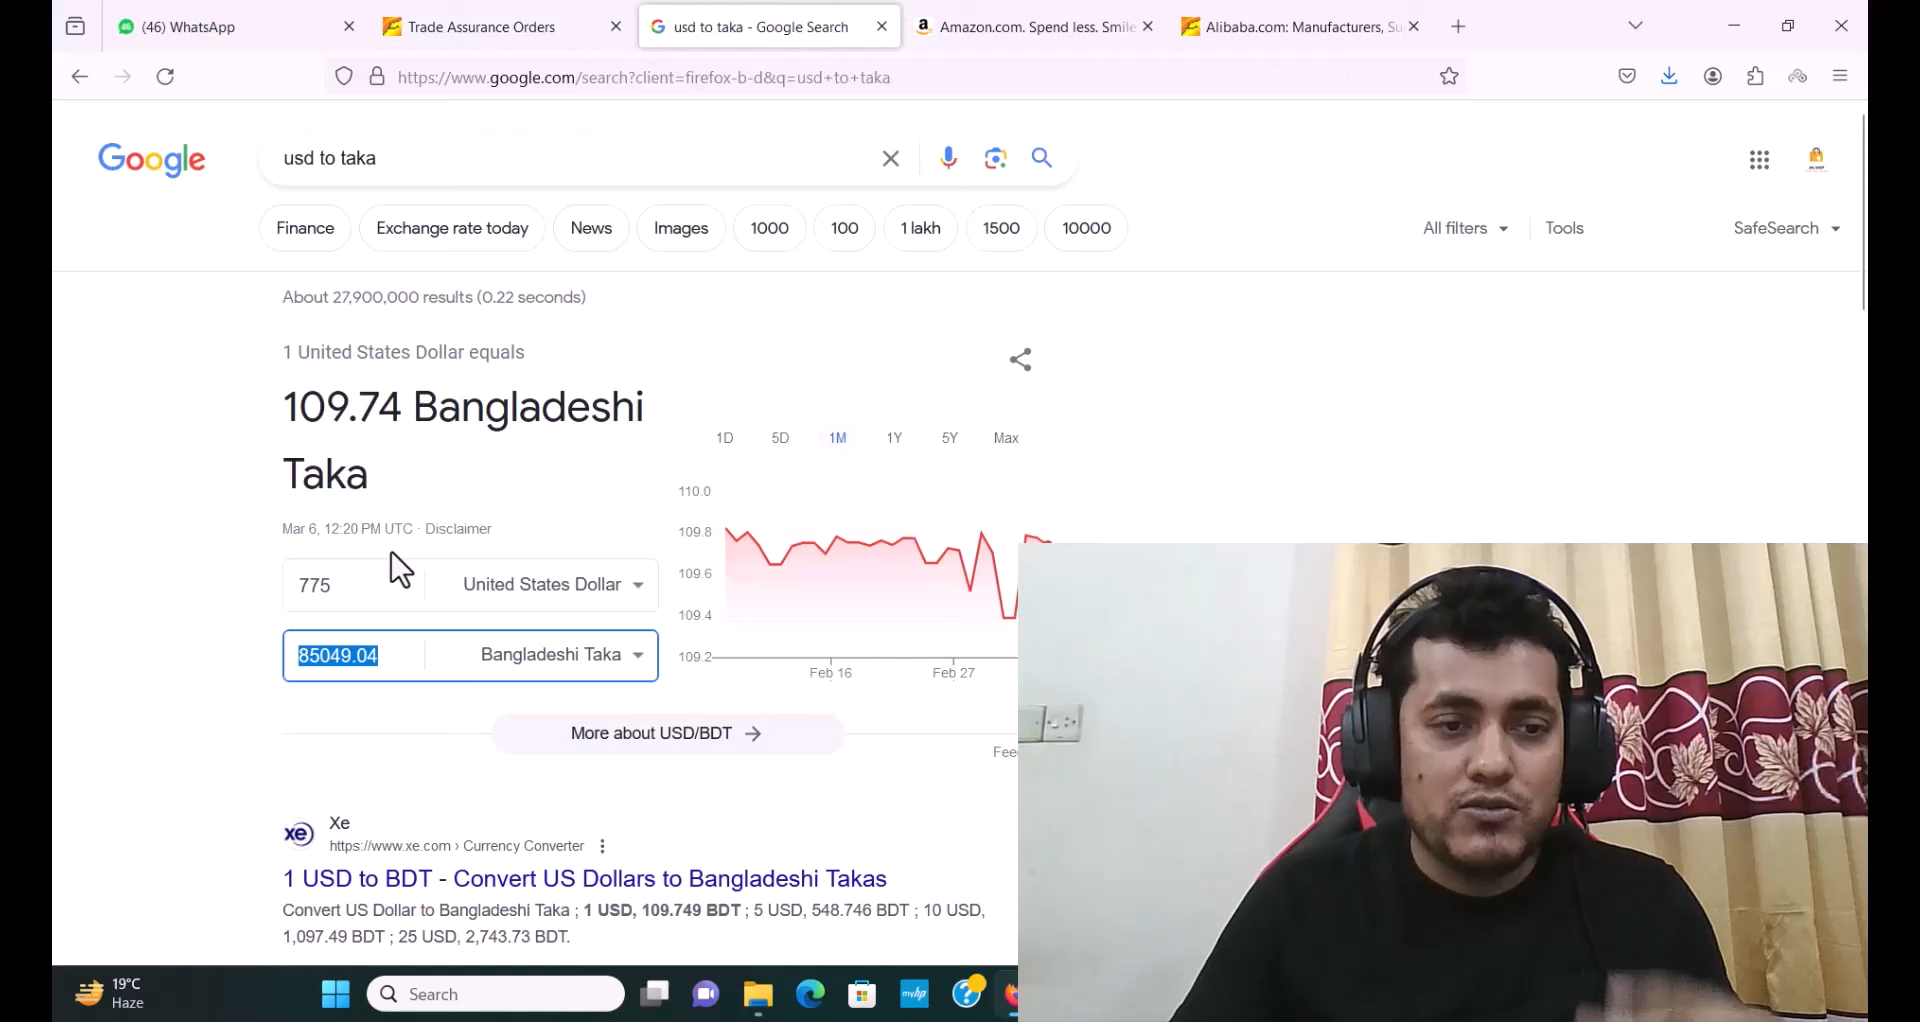 (46) WhatsApp
Trade Assurance Orders
usd to taka - Google Search
Amazon.com. Spend less. Smile
Alibaba.com: Manufacturers, Su
https://www.google.com/search?client=firefox-b-d&q=usd+to+taka
Google
usd to taka
Finance
Exchange rate today
News
Images
1000
100
1 lakh
1500
10000
All filters
Tools
SafeSearch
About 27,900,000 results (0.22 seconds)
1 United States Dollar equals
109.74 Bangladeshi
Taka
Mar 6, 12:20 PM UTC · Disclaimer
775 United States Dollar
85049.04 Bangladeshi Taka
1D 5D 1M 1Y 5Y Max
110.0
109.8
109.6
109.4
109.2
Feb 16 Feb 27
More about USD/BDT
Fee
xe
Xe
https://www.xe.com › Currency Converter
1 USD to BDT - Convert US Dollars to Bangladeshi Takas
Convert US Dollar to Bangladeshi Taka ; 1 USD, 109.749 BDT ; 5 USD, 548.746 BDT ; 10 USD,
1,097.49 BDT ; 25 USD, 2,743.73 BDT.
19°C
Haze
Search
myhp